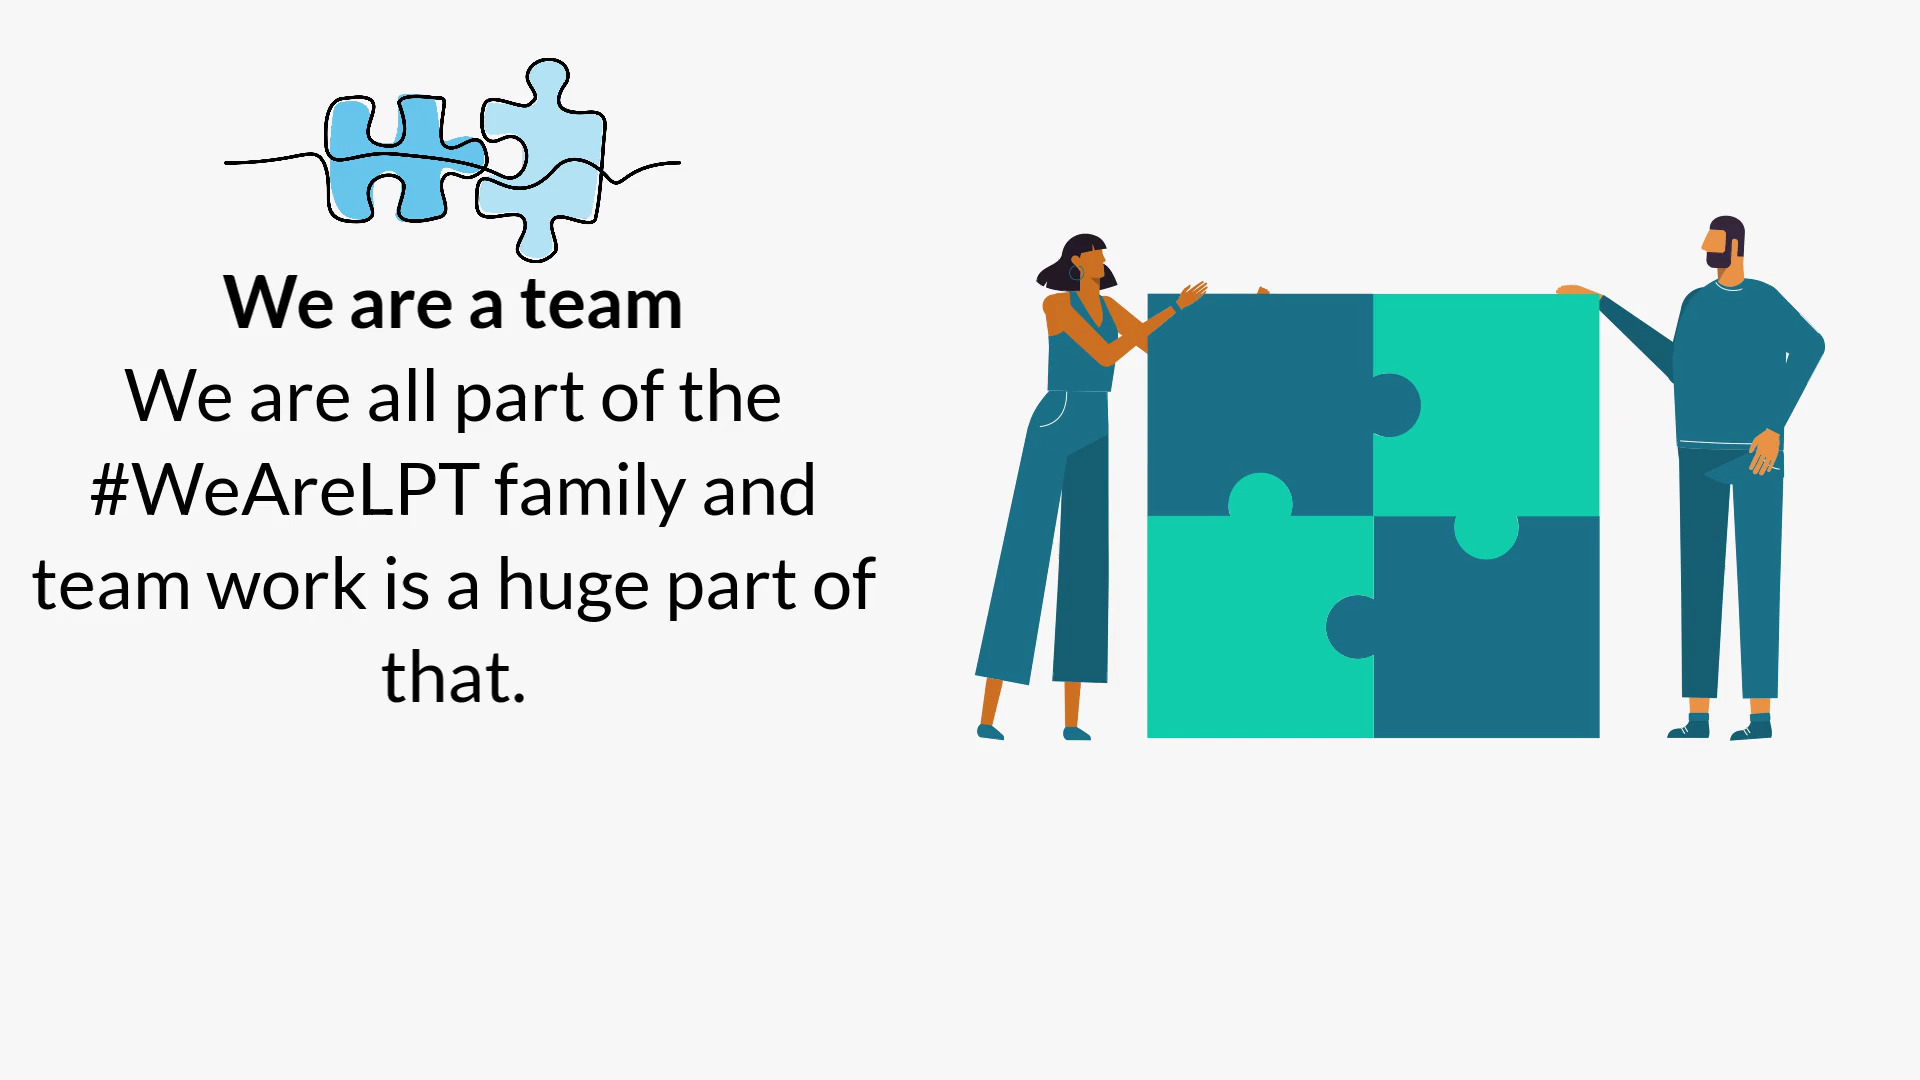 We are a team
We are all part of the
#WeAreLPT family and
team work is a huge part of
that.